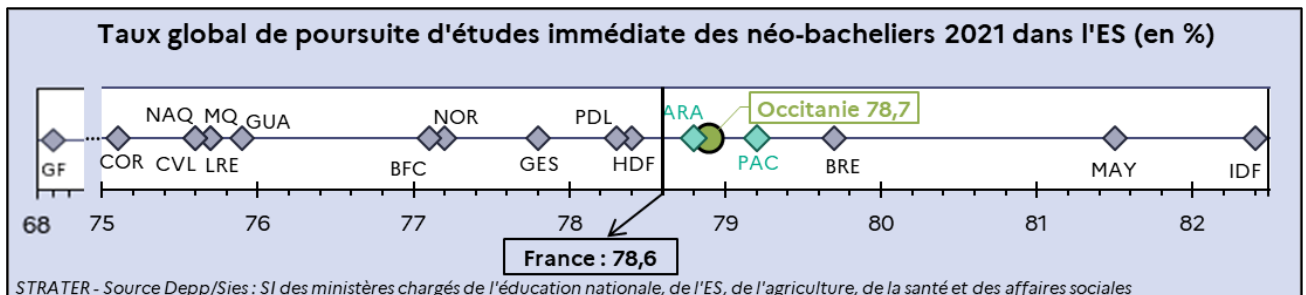 Taux global de poursuite d'études immédiate des néo-bacheliers 2021 dans l'ES (en %)
NAQ MQ GUA NOR PDL ARA Occitanie 78,7
GF COR CVL LRE BFC GES HDF PAC BRE MAY IDF
68 75 76 77 78 79 80 81 82
France : 78,6
STRATER - Source Depp/Sies : SI des ministères chargés de l'éducation nationale, de l'ES, de l'agriculture, de la santé et des affaires sociales